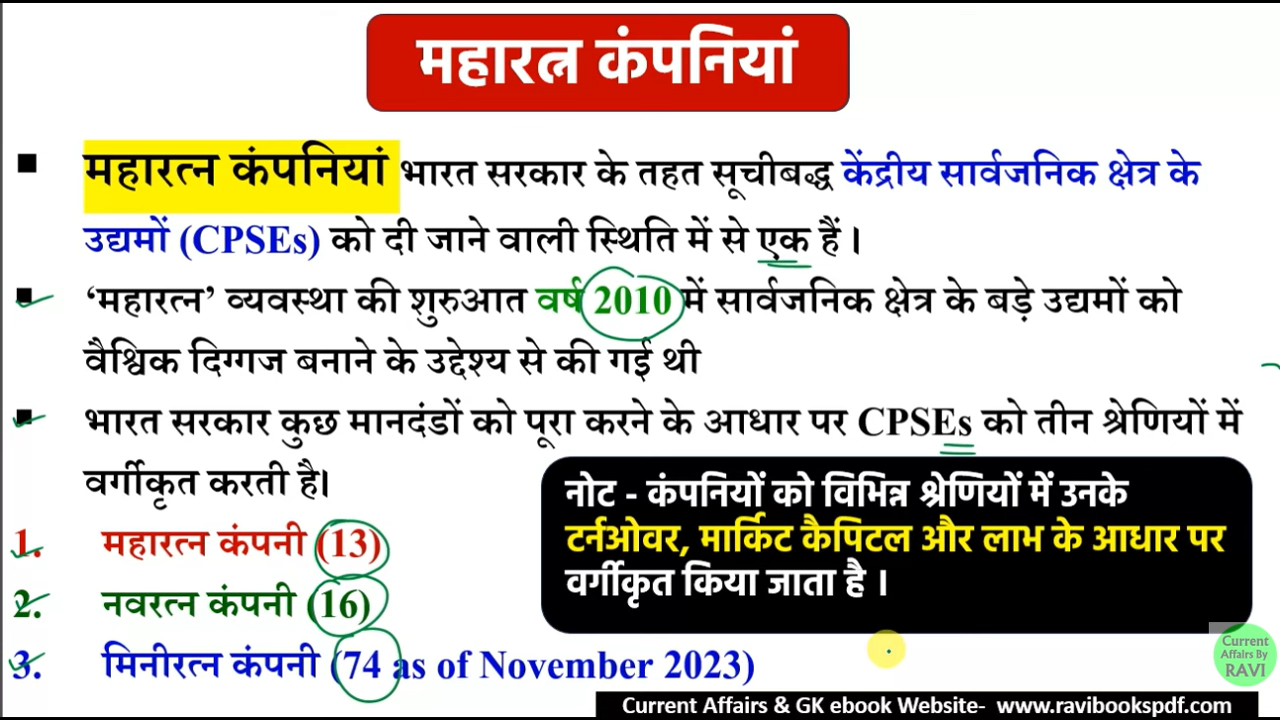 महारत्न कंपनियां
▪ महारत्न कंपनियां भारत सरकार के तहत सूचीबद्ध केंद्रीय सार्वजनिक क्षेत्र के
उद्यमों (CPSEs) को दी जाने वाली स्थिति में से एक हैं ।
▪ ‘महारत्न’ व्यवस्था की शुरुआत वर्ष 2010 में सार्वजनिक क्षेत्र के बड़े उद्यमों को
वैश्विक दिग्गज बनाने के उद्देश्य से की गई थी
▪ भारत सरकार कुछ मानदंडों को पूरा करने के आधार पर CPSEs को तीन श्रेणियों में
वर्गीकृत करती है।
1. महारत्न कंपनी (13)
2. नवरत्न कंपनी (16)
3. मिनीरत्न कंपनी (74 as of November 2023)
नोट - कंपनियों को विभिन्न श्रेणियों में उनके
टर्नओवर, मार्किट कैपिटल और लाभ के आधार पर
वर्गीकृत किया जाता है ।
Current
Affairs By
RAVI
Current Affairs & GK ebook Website- www.ravibookspdf.com